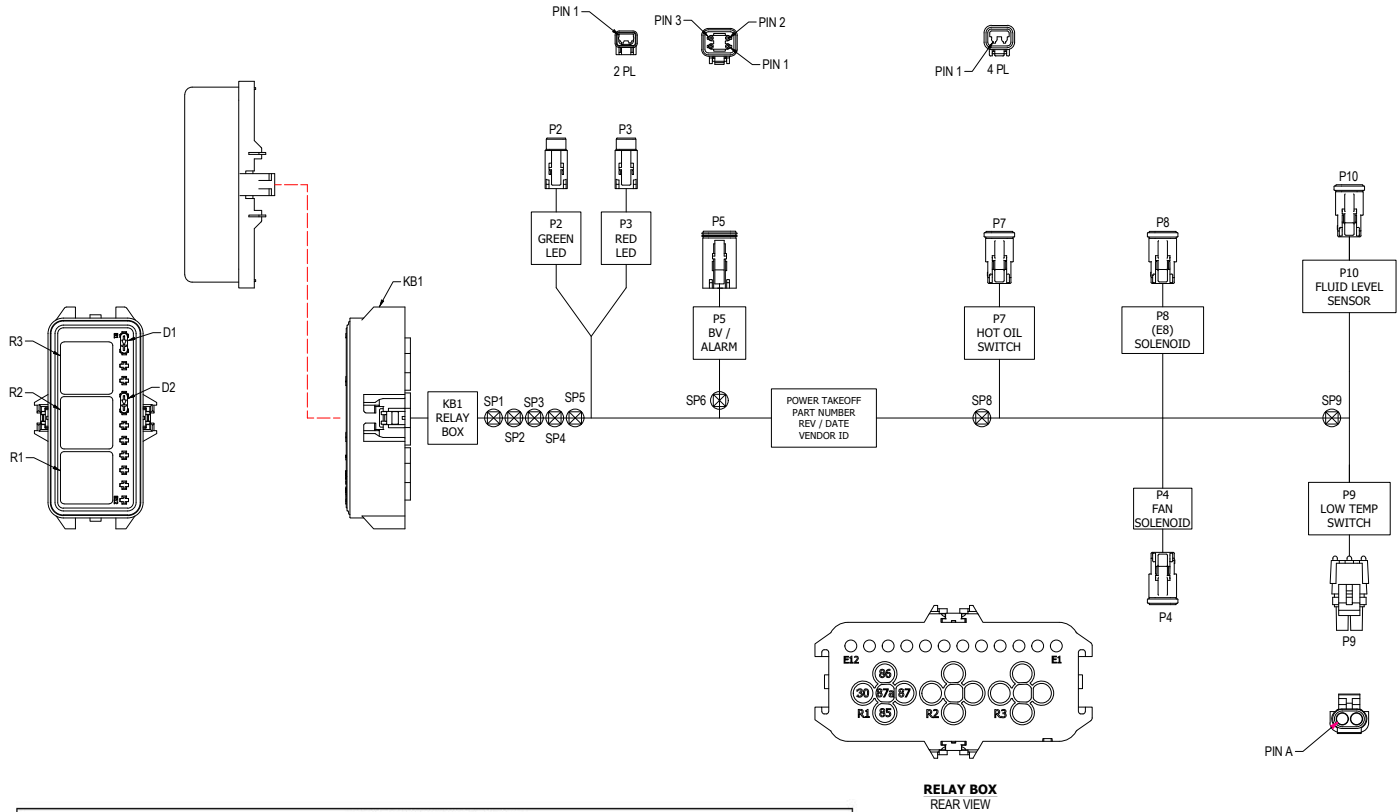 PIN 1
2 PL
PIN 3
PIN 2
PIN 1
PIN 1
4 PL
P2
P3
P5
P7
P8
P10
P2
GREEN
LED
P3
RED
LED
P5
BV /
ALARM
P7
HOT OIL
SWITCH
P8
(E8)
SOLENOID
P10
FLUID LEVEL
SENSOR
KB1
D1
R3
R2
D2
R1
KB1
RELAY
BOX
SP1
SP2
SP3
SP4
SP5
SP6
POWER TAKEOFF
PART NUMBER
REV / DATE
VENDOR ID
SP8
SP9
P4
FAN
SOLENOID
P4
P9
LOW TEMP
SWITCH
P9
E12
E1
86
30
87a
87
85
R1
R2
R3
PIN A
RELAY BOX
REAR VIEW